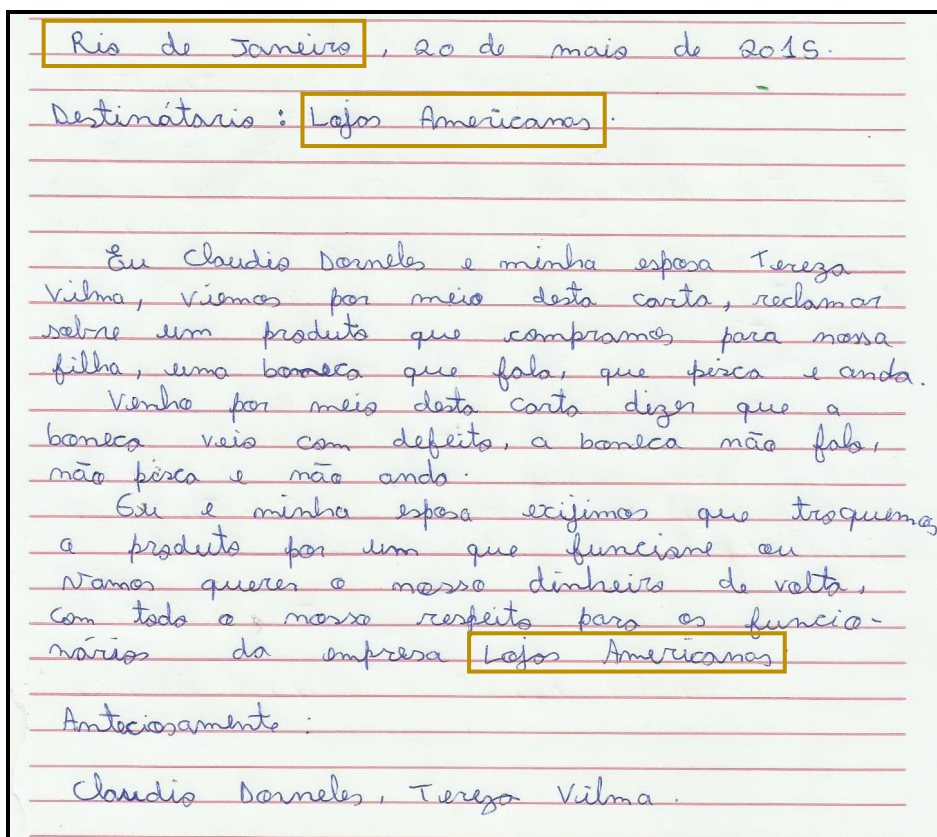 Rio de Janeiro, 20 de maio de 2015.
Destinátario: Lojas Americanas.
Eu Claudio Dorneles e minha esposa Tereza
Vilma, viemos por meio desta carta, reclamar
sobre um produto que compramos para nossa
filha, uma boneca que fala, que pisca e anda.
Venho por meio desta carta dizer que a
boneca veio com defeito, a boneca não fala,
não pisca e não anda.
Eu e minha esposa exijimos que troquemos
o produto por um que funcione ou
Vamos querer o nosso dinheiro de volta,
com todo o nosso respeito para os funcio-
nários da empresa Lojas Americanas
Anteciosamente:
Claudio Dorneles, Tereza Vilma.